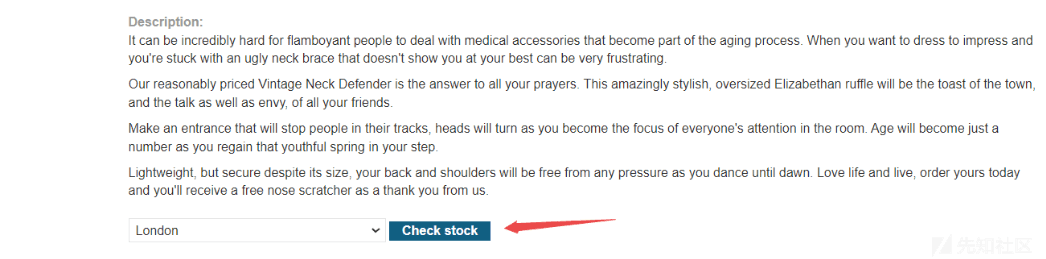 Description:
It can be incredibly hard for flamboyant people to deal with medical accessories that become part of the aging process. When you want to dress to impress and
you're stuck with an ugly neck brace that doesn't show you at your best can be very frustrating.
Our reasonably priced Vintage Neck Defender is the answer to all your prayers. This amazingly stylish, oversized Elizabethan ruffle will be the toast of the town,
and the talk as well as envy, of all your friends.
Make an entrance that will stop people in their tracks, heads will turn as you become the focus of everyone's attention in the room. Age will become just a
number as you regain that youthful spring in your step.
Lightweight, but secure despite its size, your back and shoulders will be free from any pressure as you dance until dawn. Love life and live, order yours today
and you'll receive a free nose scratcher as a thank you from us.
London
Check stock
先知社区